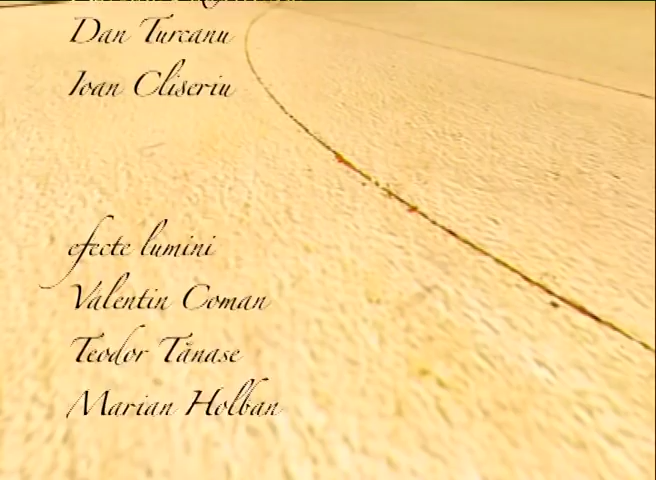 Dan Turcanu
Ioan Cliseriu
efecte lumini
Valentin Coman
Teodor Tănase
Marian Holban